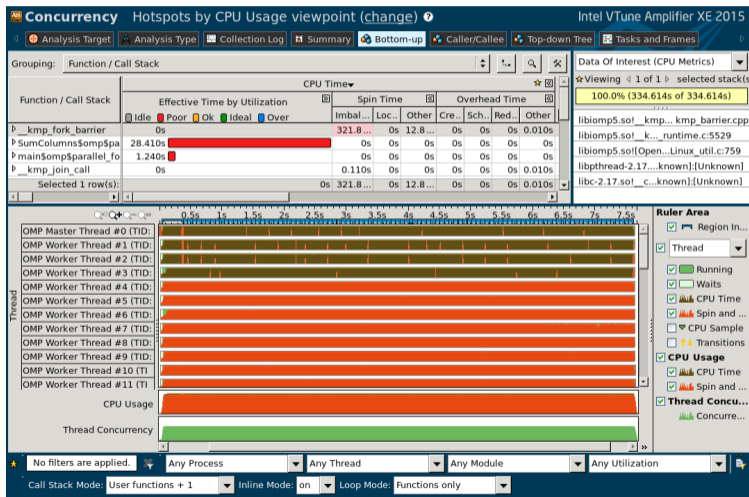 Concurrency Hotspots by CPU Usage viewpoint (change) ? Intel VTune Amplifier XE 2015
Analysis Target Analysis Type Collection Log Summary Bottom-up Caller/Callee Top-down Tree Tasks and Frames
Grouping: Function / Call Stack
Data Of Interest (CPU Metrics)
Viewing 1 of 1 selected stack(s
100.0% (334.614s of 334.614s)
libiomp5.so!__kmp... kmp_barrier.cpp
libiomp5.so!__k..._runtime.c:5529
libiomp5.so![Open...Linux_util.c:759
libpthread-2.17....known]:[Unknown]
libc-2.17.so!__c...known]:[Unknown]
Function / Call Stack
CPU Time
Effective Time by Utilization Spin Time Overhead Time
Idle Poor Ok Ideal Over Imbal... Loc... Other Cre... Sch... Red... Other
__kmp_fork_barrier 0s 321.8... 0s 12.8... 0s 0s 0s 0.010s
SumColumns$omp$pa 28.410s 0s 0s 0s 0s 0s 0s 0s
main$omp$parallel_fo 1.240s 0s 0s 0s 0s 0s 0s 0s
__kmp_join_call 0s 0.110s 0s 0s 0s 0s 0s 0.010s
Selected 1 row(s): 0s 321.8... 0s 12.8... 0s 0s 0s 0.010s
0.5s 1s 1.5s 2s 2.5s 3s 3.5s 4s 4.5s 5s 5.5s 6s 6.5s 7s 7.5s
Thread
OMP Master Thread #0 (TID:
OMP Worker Thread #1 (TID:
OMP Worker Thread #2 (TID:
OMP Worker Thread #3 (TID:
OMP Worker Thread #4 (TID:
OMP Worker Thread #5 (TID:
OMP Worker Thread #6 (TID:
OMP Worker Thread #7 (TID:
OMP Worker Thread #8 (TID:
OMP Worker Thread #9 (TID:
OMP Worker Thread #10 (TI
OMP Worker Thread #11 (TI
CPU Usage
Thread Concurrency
Ruler Area
Region In...
Thread
Running
Waits
CPU Time
Spin and ...
CPU Sample
Transitions
CPU Usage
CPU Time
Spin and ...
Thread Concu...
Concurre...
No filters are applied. Any Process Any Thread Any Module Any Utilization
Call Stack Mode: User functions + 1 Inline Mode: on Loop Mode: Functions only